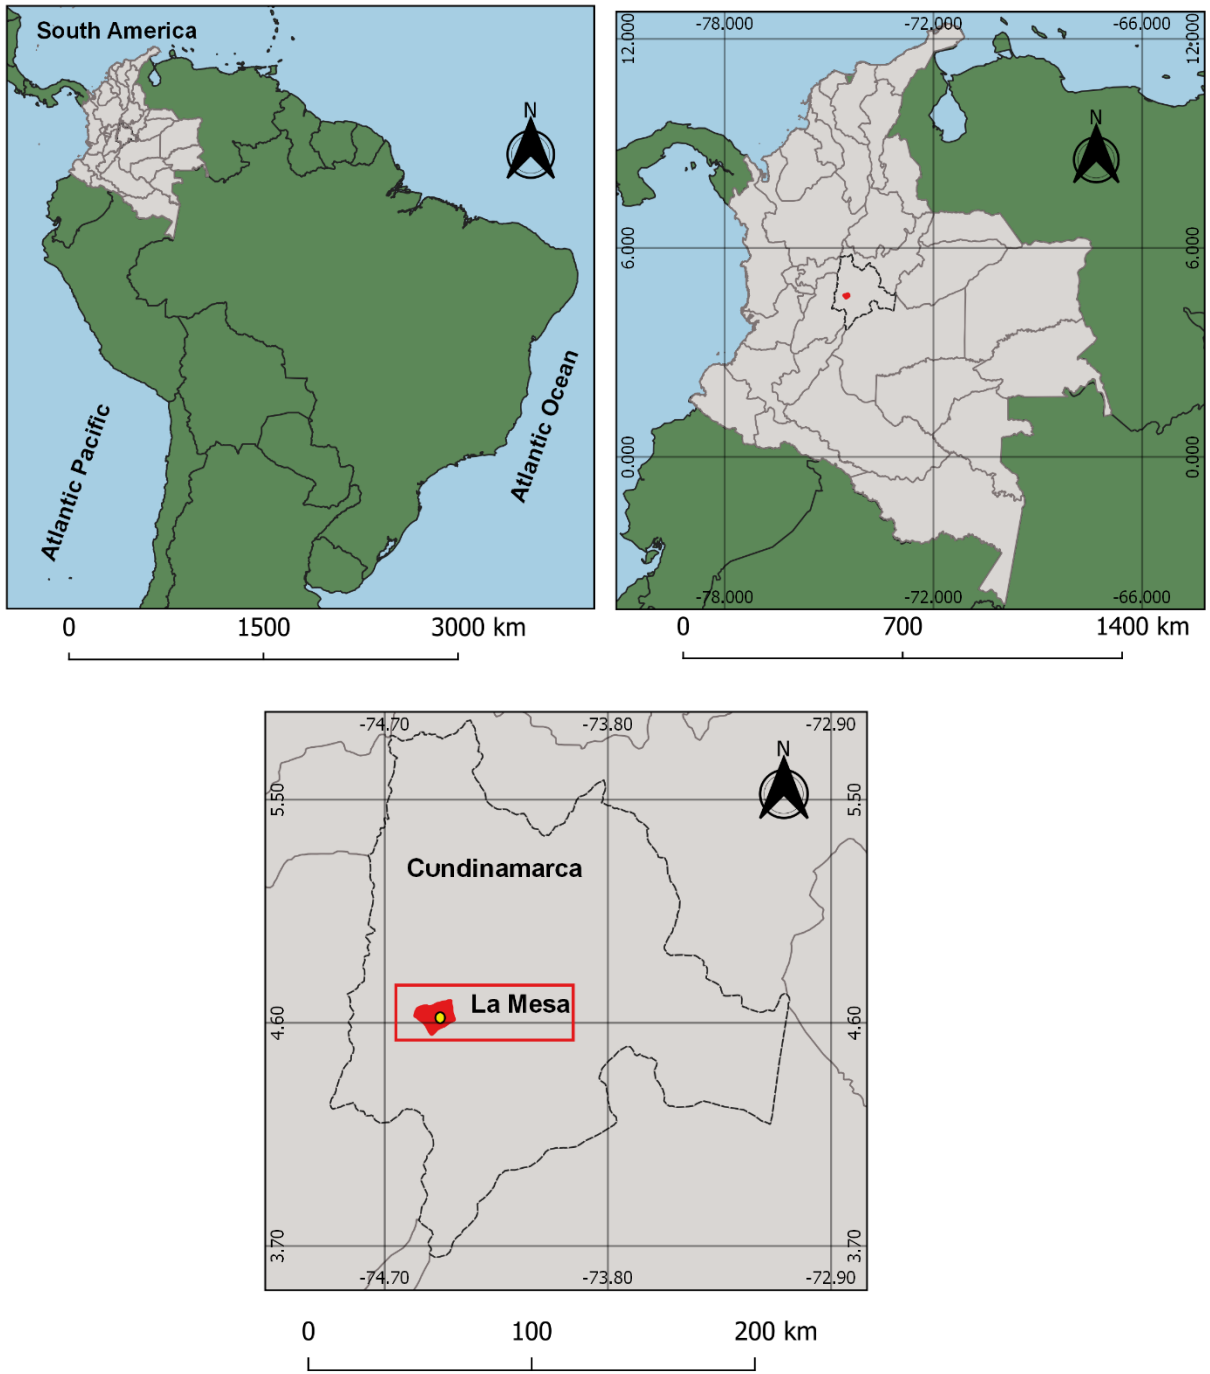 South America
N
Atlantic Pacific
Atlantic Ocean
0 1500 3000 km
-78.000 -72.000 -66.000
12.000 12.000
N
6.000 6.000
0.000 0.000
-78.000 -72.000 -66.000
0 700 1400 km
-74.70 -73.80 -72.90
N
5.50 5.50
Cundinamarca
La Mesa
4.60 4.60
3.70 3.70
-74.70 -73.80 -72.90
0 100 200 km